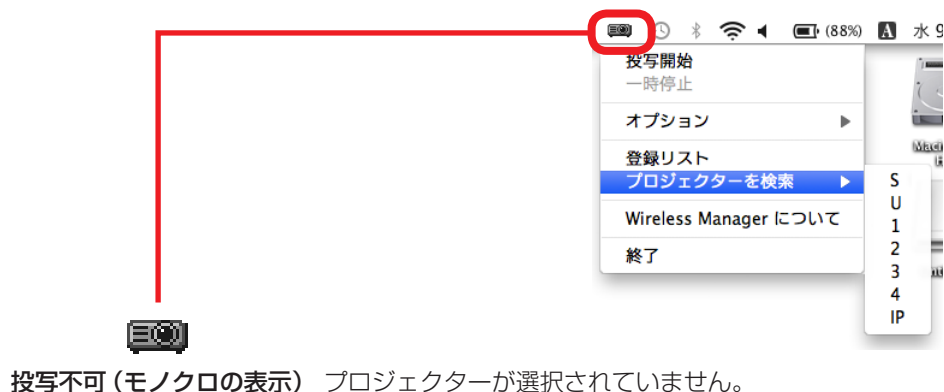 (88%) A 水 9
投写開始
一時停止
オプション
登録リスト
プロジェクターを検索
Wireless Manager について
終了
S
U
1
2
3
4
IP
投写不可（モノクロの表示） プロジェクターが選択されていません。